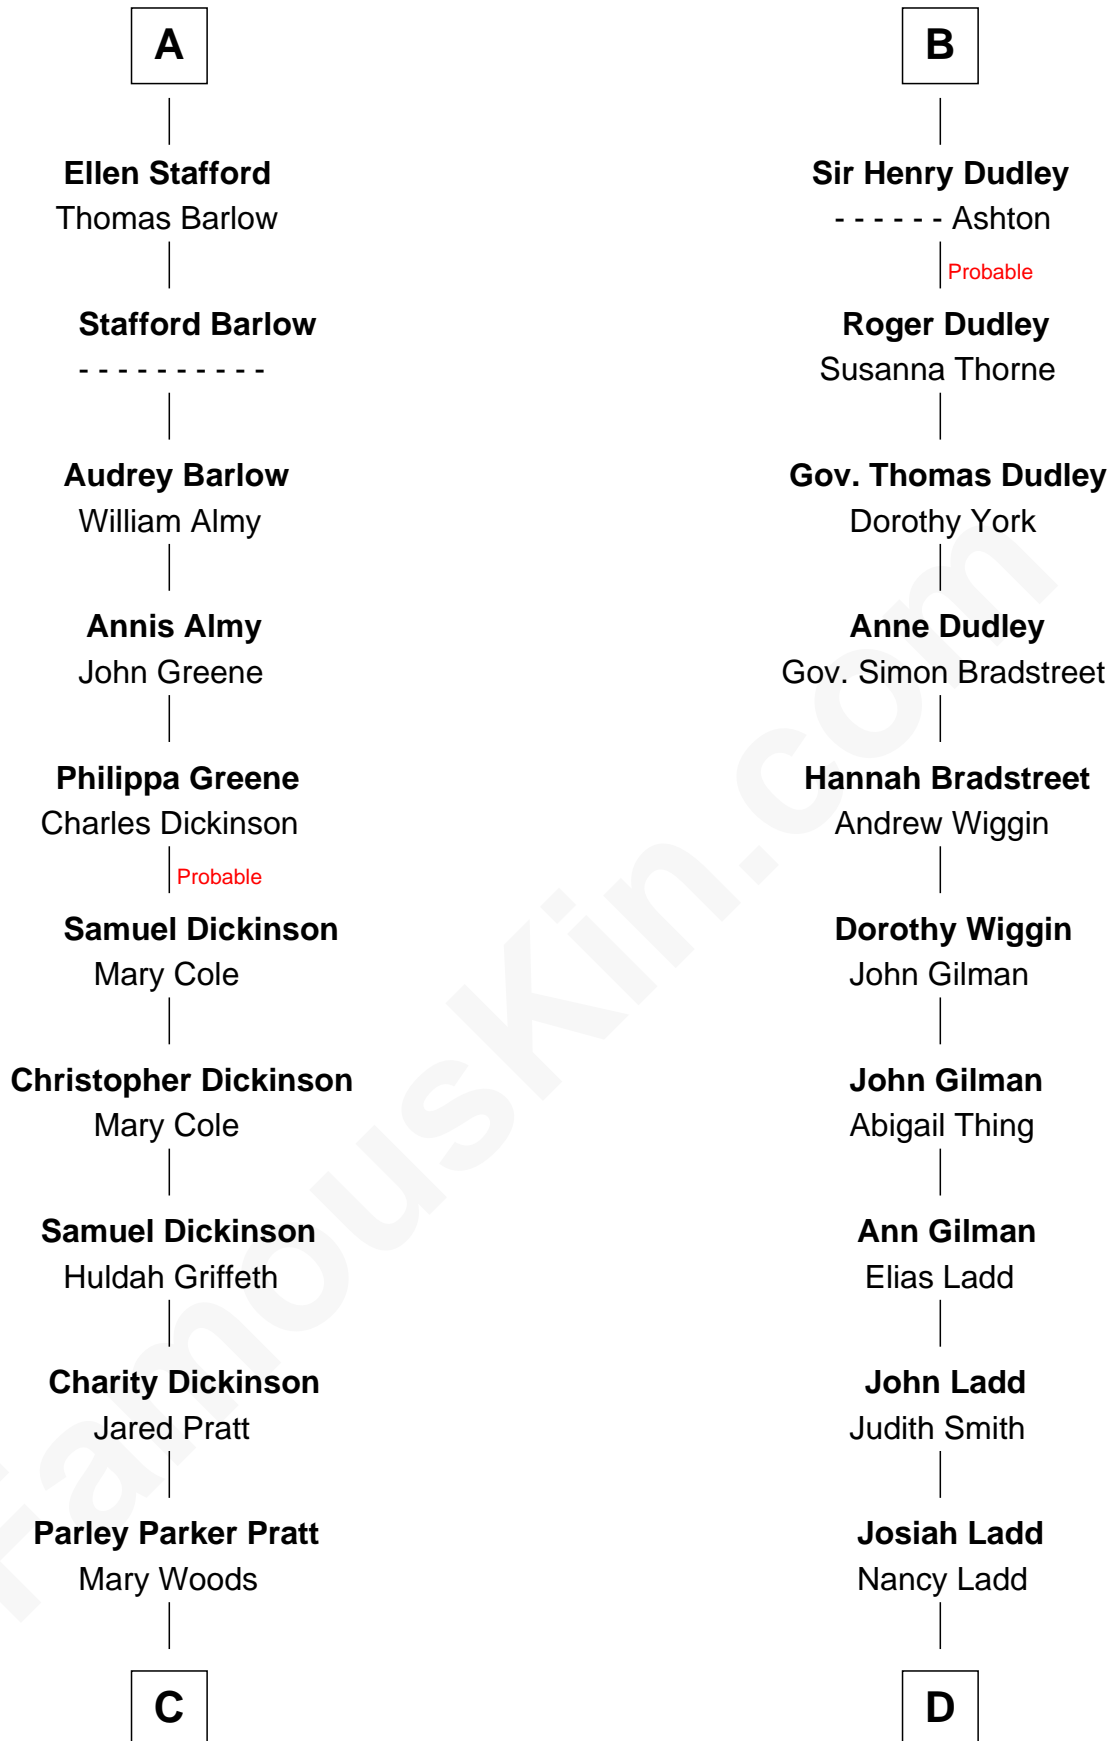 A
Ellen Stafford
Thomas Barlow
Stafford Barlow
- - - - - - - - - -
Audrey Barlow
William Almy
Annis Almy
John Greene
Philippa Greene
Charles Dickinson
Probable
Samuel Dickinson
Mary Cole
Christopher Dickinson
Mary Cole
Samuel Dickinson
Huldah Griffeth
Charity Dickinson
Jared Pratt
Parley Parker Pratt
Mary Woods
C
B
Sir Henry Dudley
- - - - - - Ashton
Probable
Roger Dudley
Susanna Thorne
Gov. Thomas Dudley
Dorothy York
Anne Dudley
Gov. Simon Bradstreet
Hannah Bradstreet
Andrew Wiggin
Dorothy Wiggin
John Gilman
John Gilman
Abigail Thing
Ann Gilman
Elias Ladd
John Ladd
Judith Smith
Josiah Ladd
Nancy Ladd
D
FamousKin.com